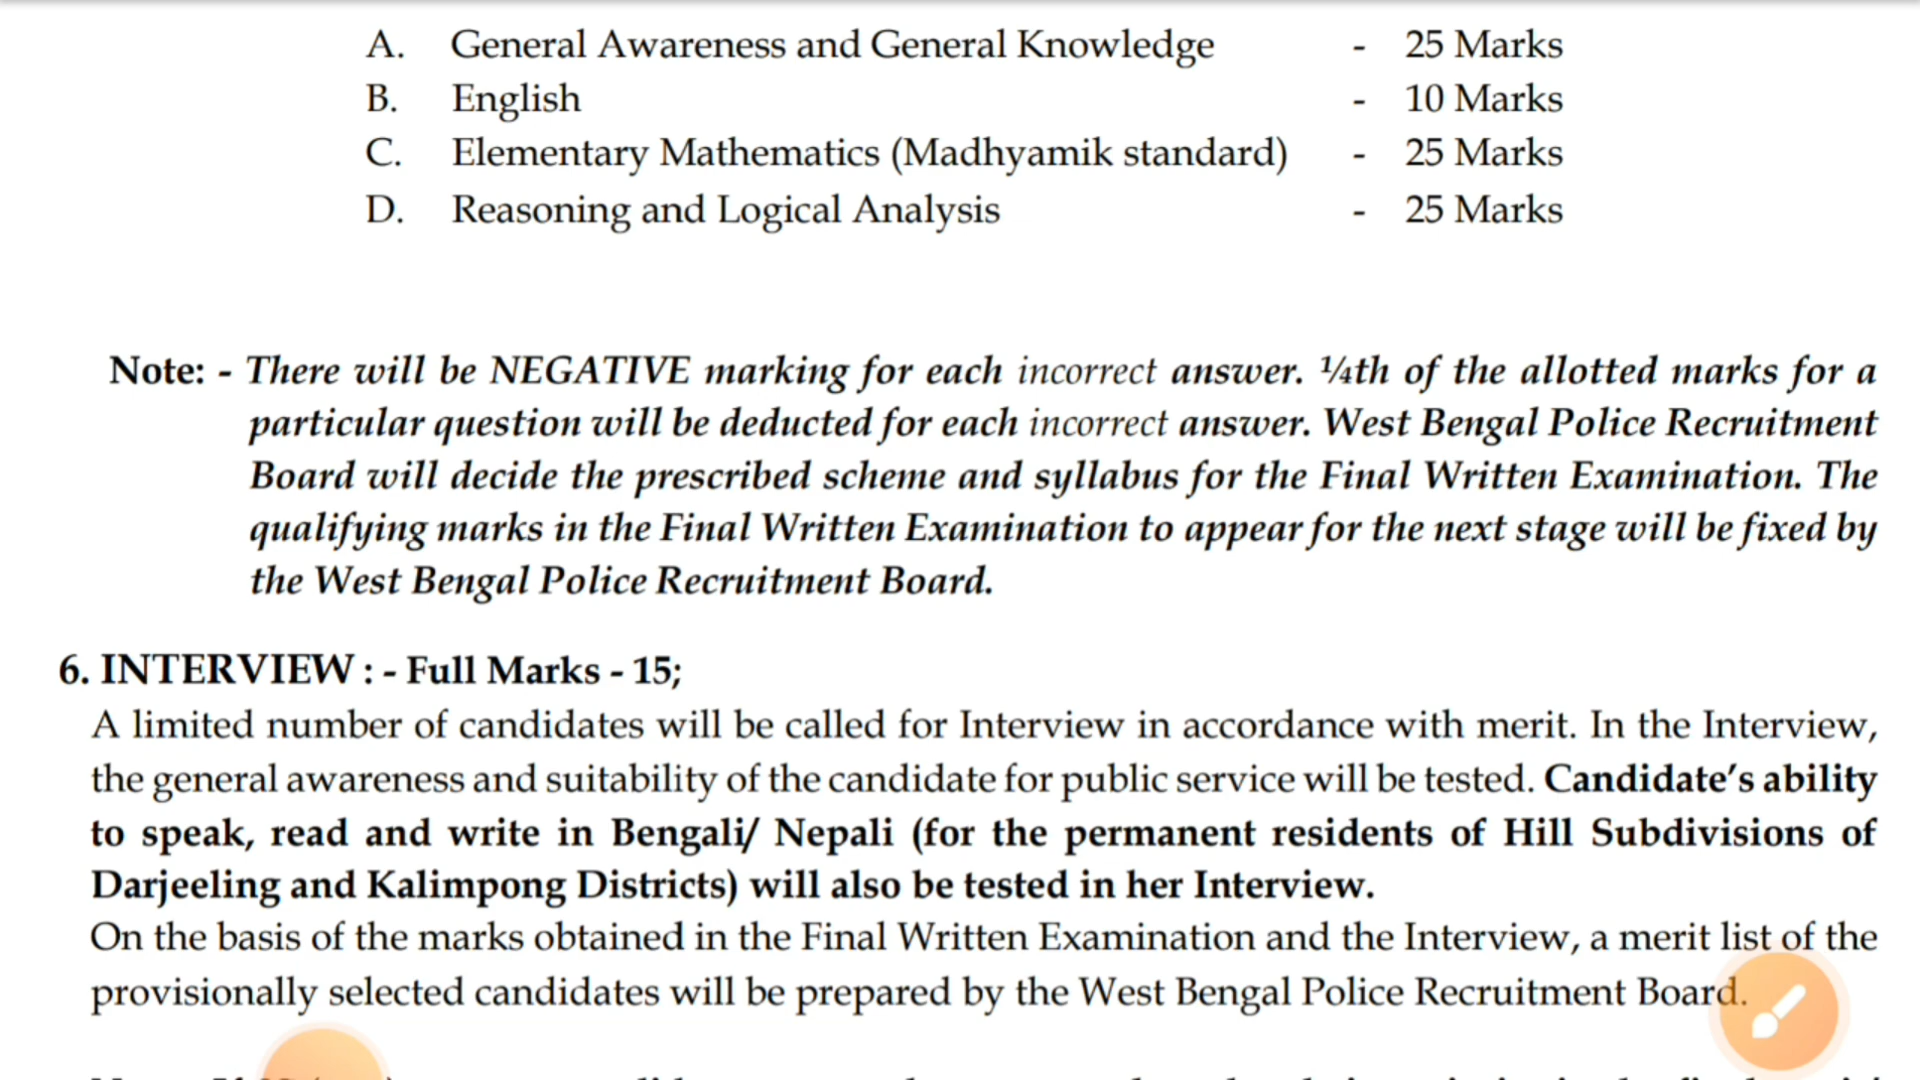 A. General Awareness and General Knowledge - 25 Marks
B. English - 10 Marks
C. Elementary Mathematics (Madhyamik standard) - 25 Marks
D. Reasoning and Logical Analysis - 25 Marks
Note: - There will be NEGATIVE marking for each incorrect answer. ¼th of the allotted marks for a
particular question will be deducted for each incorrect answer. West Bengal Police Recruitment
Board will decide the prescribed scheme and syllabus for the Final Written Examination. The
qualifying marks in the Final Written Examination to appear for the next stage will be fixed by
the West Bengal Police Recruitment Board.
6. INTERVIEW : - Full Marks - 15;
A limited number of candidates will be called for Interview in accordance with merit. In the Interview,
the general awareness and suitability of the candidate for public service will be tested. Candidate's ability
to speak, read and write in Bengali/ Nepali (for the permanent residents of Hill Subdivisions of
Darjeeling and Kalimpong Districts) will also be tested in her Interview.
On the basis of the marks obtained in the Final Written Examination and the Interview, a merit list of the
provisionally selected candidates will be prepared by the West Bengal Police Recruitment Board.